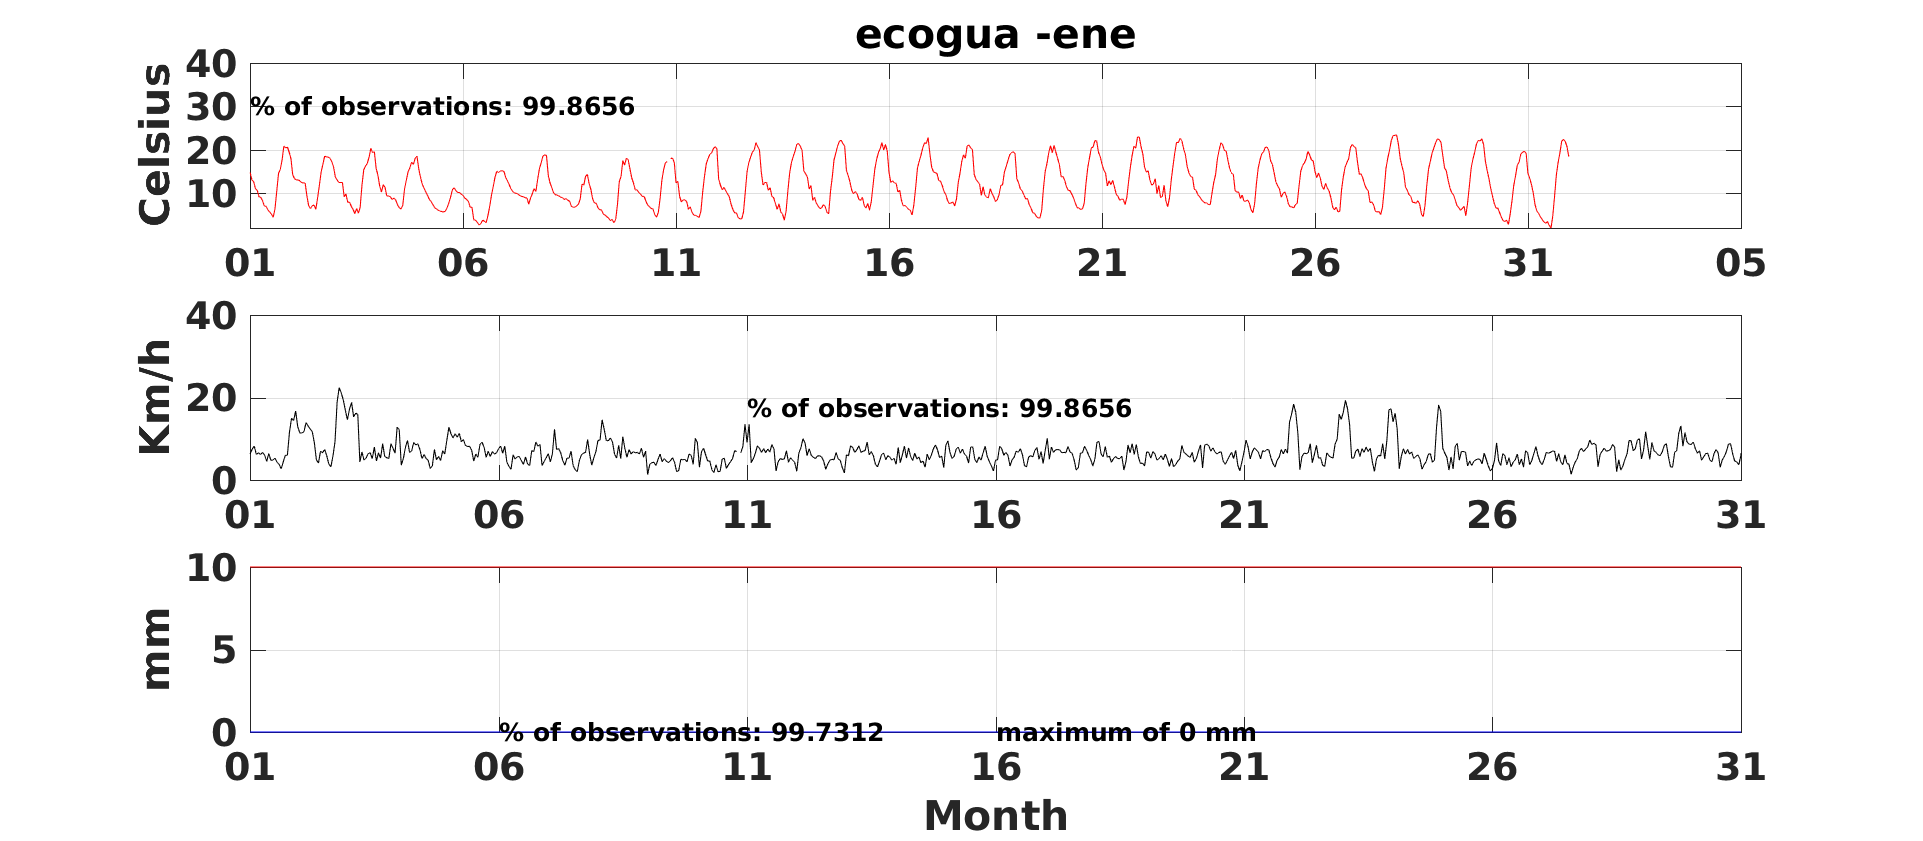 ecogua -ene
Celsius
40
30
20
10
% of observations: 99.8656
01 06 11 16 21 26 31 05
Km/h
40
20
0
% of observations: 99.8656
01 06 11 16 21 26 31
mm
10
5
0
% of observations: 99.7312 maximum of 0 mm
01 06 11 16 21 26 31
Month